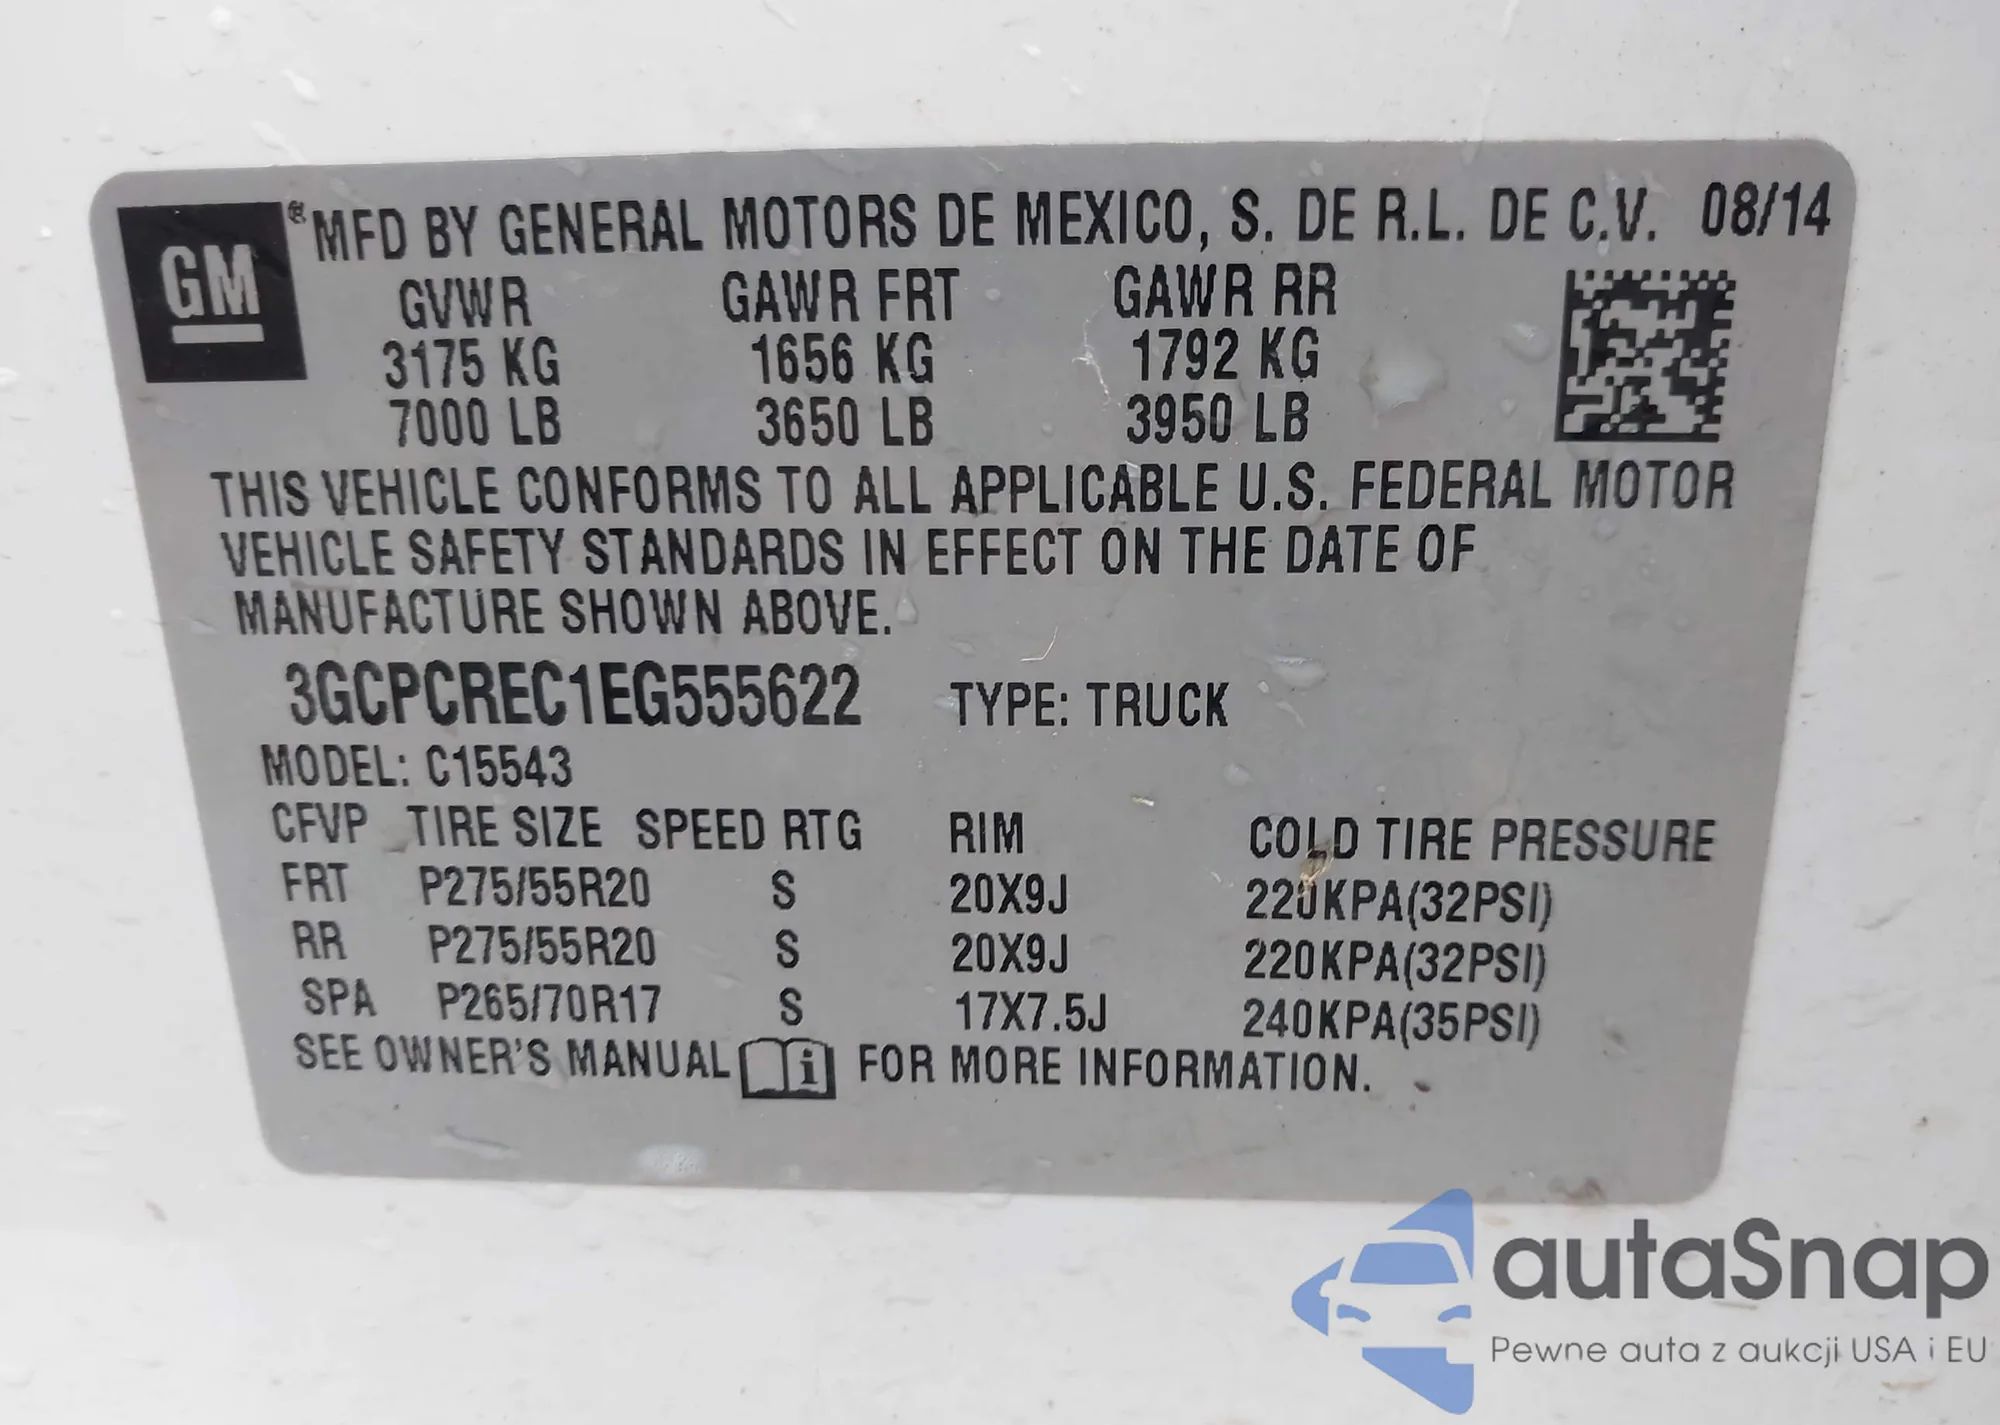 GM
® MFD BY GENERAL MOTORS DE MEXICO, S. DE R.L. DE C.V. 08/14
GVWR GAWR FRT GAWR RR
3175 KG 1656 KG 1792 KG
7000 LB 3650 LB 3950 LB
THIS VEHICLE CONFORMS TO ALL APPLICABLE U.S. FEDERAL MOTOR
VEHICLE SAFETY STANDARDS IN EFFECT ON THE DATE OF
MANUFACTURE SHOWN ABOVE.
3GCPCREC1EG555622 TYPE: TRUCK
MODEL: C15543
CFVP TIRE SIZE SPEED RTG RIM COLD TIRE PRESSURE
FRT P275/55R20 S 20X9J 220KPA(32PSI)
RR P275/55R20 S 20X9J 220KPA(32PSI)
SPA P265/70R17 S 17X7.5J 240KPA(35PSI)
SEE OWNER'S MANUAL i FOR MORE INFORMATION.
autaSnap
Pewne auta z aukcji USA i EU